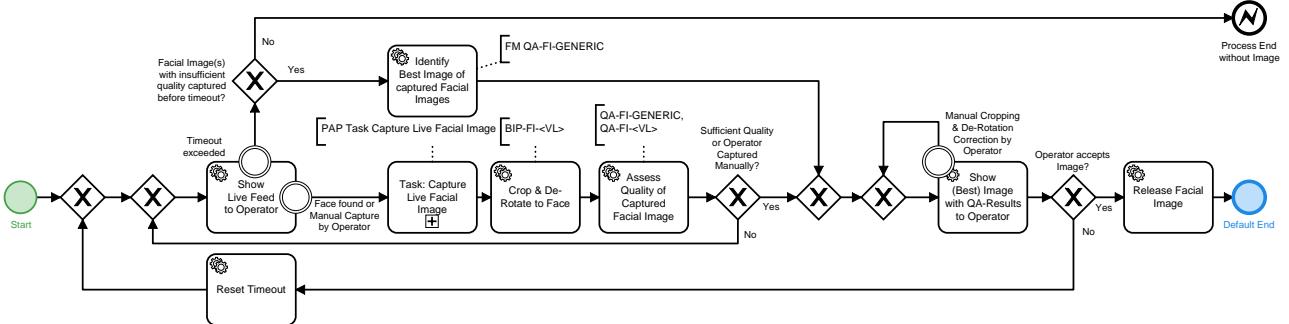 No
Process End
without Image
FM QA-FI-GENERIC
Facial Image(s)
with insufficient
quality captured
before timeout?
Yes
Identify
Best Image of
captured Facial
Images
Timeout
exceeded
PAP Task Capture Live Facial Image
BIP-FI-<VL>
QA-FI-GENERIC,
QA-FI-<VL>
Sufficient Quality
or Operator
Captured
Manually?
Manual Cropping
& De-Rotation
Correction by
Operator
Operator accepts
Image?
Start
Show
Live Feed
to Operator
Face found or
Manual Capture
by Operator
Task: Capture
Live Facial
Image
Crop & De-
Rotate to Face
Assess
Quality of
Captured
Facial Image
Yes
No
Show
(Best) Image
with QA-Results
to Operator
Yes
No
Release Facial
Image
Default End
Reset Timeout